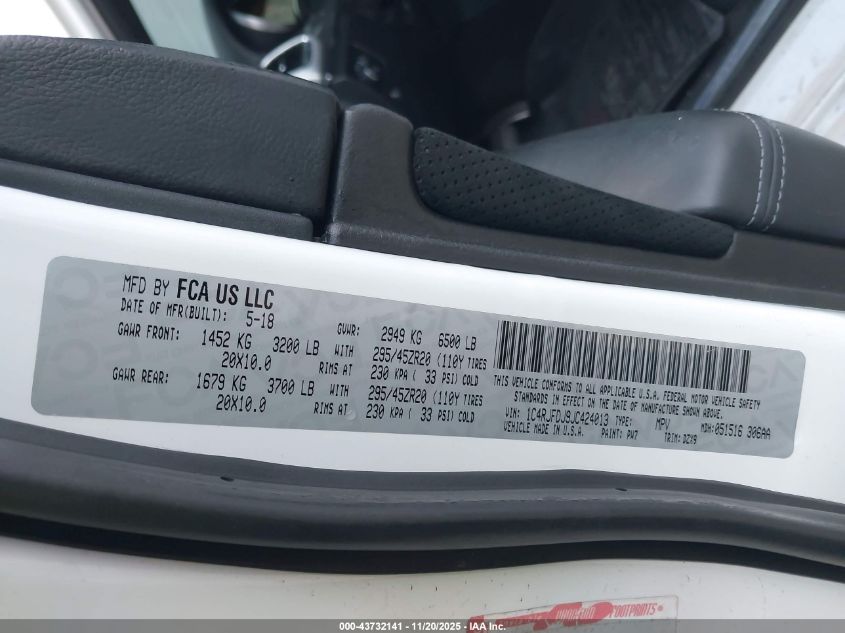 MFD BY FCA US LLC
DATE OF MFR(BUILT): 5-18
GVWR: 2949 KG 6500 LB
GAWR FRONT: 1452 KG 3200 LB WITH 295/45ZR20 (110Y TIRES
20X10.0 RIMS AT 230 KPA ( 33 PSI) COLD
GAWR REAR: 1679 KG 3700 LB WITH 295/45ZR20 (110Y TIRES
20X10.0 RIMS AT 230 KPA ( 33 PSI) COLD
THIS VEHICLE CONFORMS TO ALL APPLICABLE U.S.A. FEDERAL MOTOR VEHICLE SAFETY
STANDARDS IN EFFECT ON THE DATE OF MANUFACTURE SHOWN ABOVE.
VIN: 1C4RJFDJ9JC424013 TYPE: MPV MDH: 051516 306AA
VEHICLE MADE IN U.S.A. PAINT: PW7 TRIM: DZX9
FOOTPRINTS
000-43732141 — 11/20/2025 — IAA Inc.